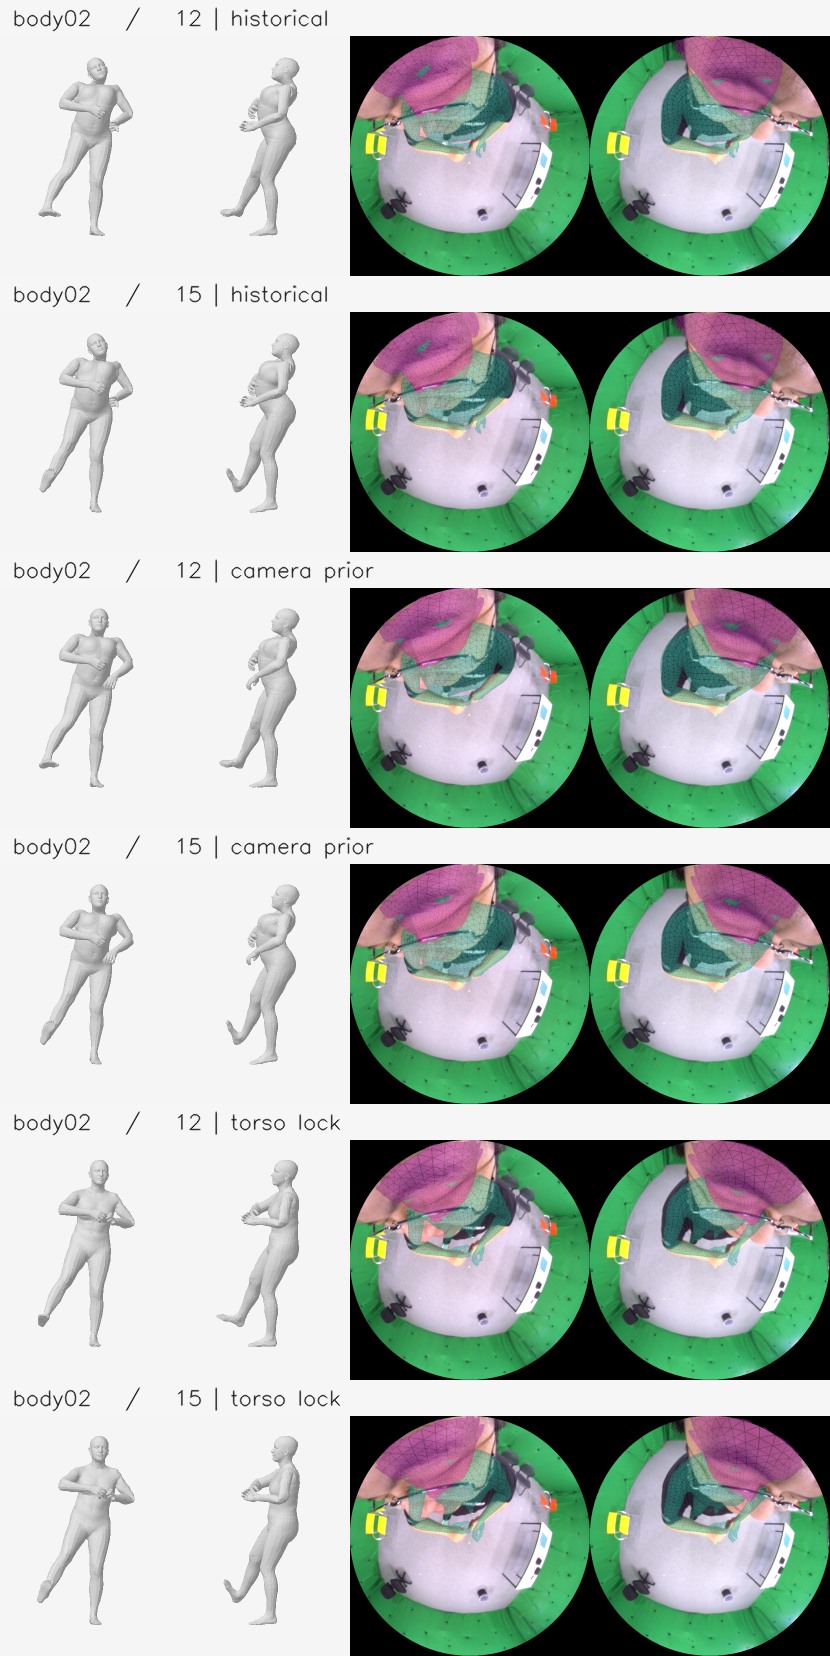 body02 / 12 | historical
body02 / 15 | historical
body02 / 12 | camera prior
body02 / 15 | camera prior
body02 / 12 | torso lock
body02 / 15 | torso lock